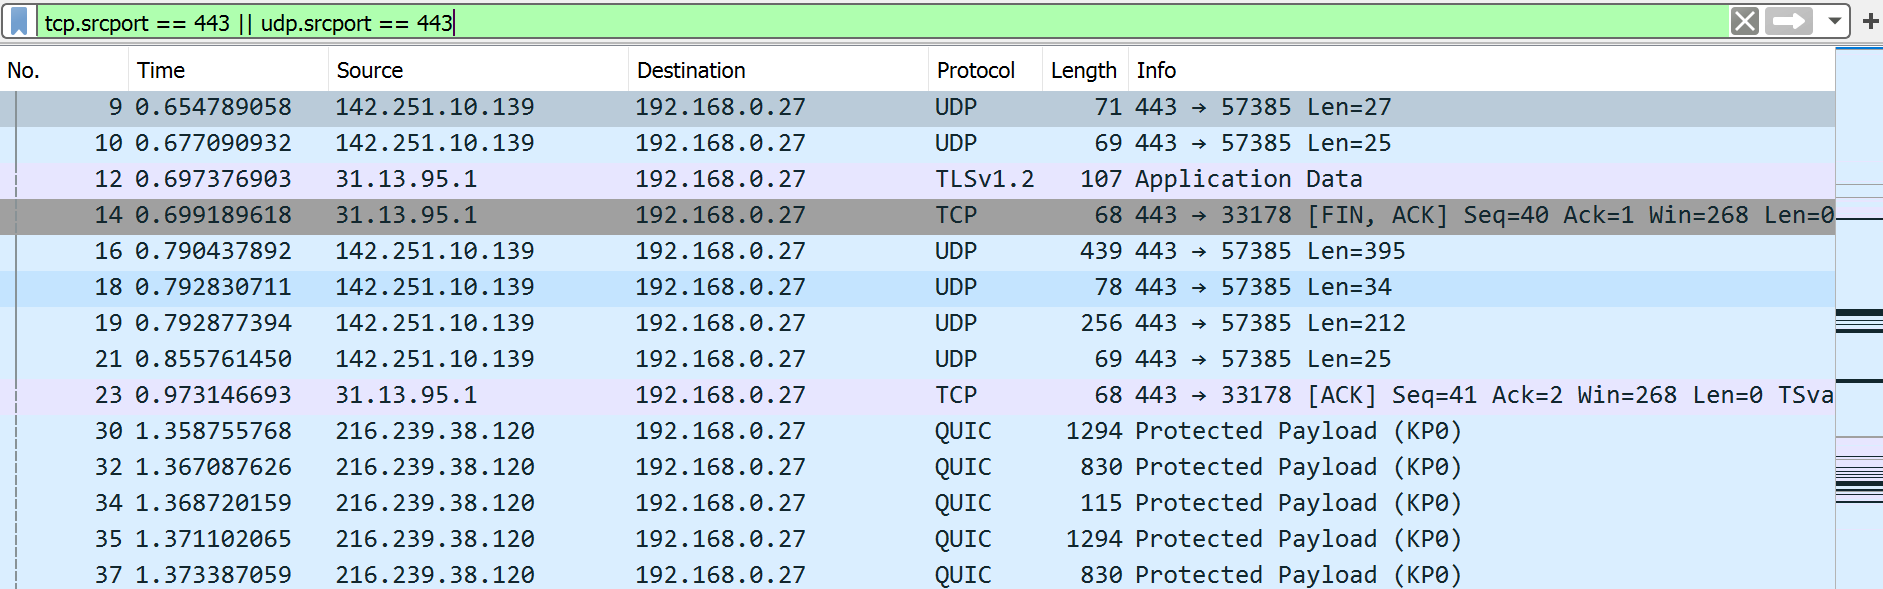 tcp.srcport == 443 || udp.srcport == 443
No. Time Source Destination Protocol Length Info
9 0.654789058 142.251.10.139 192.168.0.27 UDP 71 443 → 57385 Len=27
10 0.677090932 142.251.10.139 192.168.0.27 UDP 69 443 → 57385 Len=25
12 0.697376903 31.13.95.1 192.168.0.27 TLSv1.2 107 Application Data
14 0.699189618 31.13.95.1 192.168.0.27 TCP 68 443 → 33178 [FIN, ACK] Seq=40 Ack=1 Win=268 Len=0
16 0.790437892 142.251.10.139 192.168.0.27 UDP 439 443 → 57385 Len=395
18 0.792830711 142.251.10.139 192.168.0.27 UDP 78 443 → 57385 Len=34
19 0.792877394 142.251.10.139 192.168.0.27 UDP 256 443 → 57385 Len=212
21 0.855761450 142.251.10.139 192.168.0.27 UDP 69 443 → 57385 Len=25
23 0.973146693 31.13.95.1 192.168.0.27 TCP 68 443 → 33178 [ACK] Seq=41 Ack=2 Win=268 Len=0 TSva
30 1.358755768 216.239.38.120 192.168.0.27 QUIC 1294 Protected Payload (KP0)
32 1.367087626 216.239.38.120 192.168.0.27 QUIC 830 Protected Payload (KP0)
34 1.368720159 216.239.38.120 192.168.0.27 QUIC 115 Protected Payload (KP0)
35 1.371102065 216.239.38.120 192.168.0.27 QUIC 1294 Protected Payload (KP0)
37 1.373387059 216.239.38.120 192.168.0.27 QUIC 830 Protected Payload (KP0)